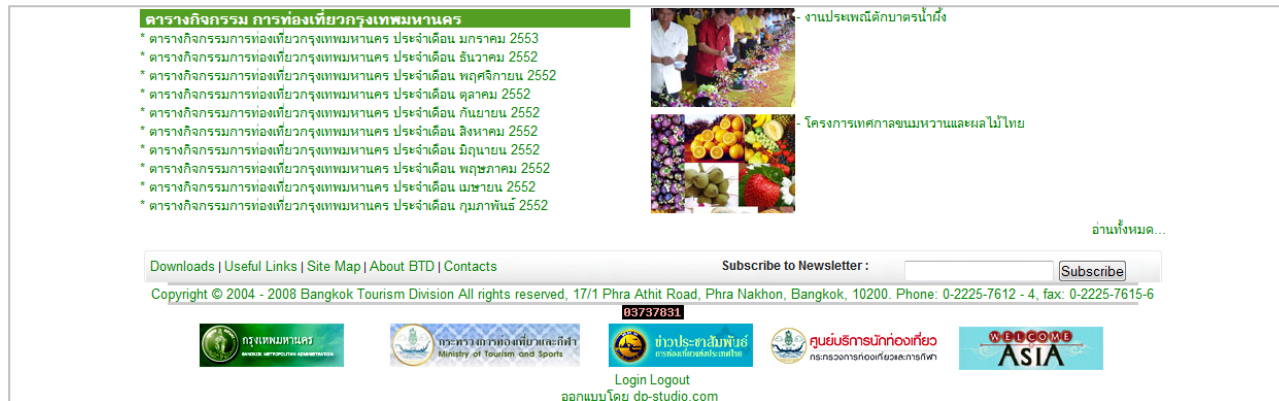 ตารางกิจกรรม การท่องเที่ยวกรุงเทพมหานคร
* ตารางกิจกรรมการท่องเที่ยวกรุงเทพมหานคร ประจำเดือน มกราคม 2553
* ตารางกิจกรรมการท่องเที่ยวกรุงเทพมหานคร ประจำเดือน ธันวาคม 2552
* ตารางกิจกรรมการท่องเที่ยวกรุงเทพมหานคร ประจำเดือน พฤศจิกายน 2552
* ตารางกิจกรรมการท่องเที่ยวกรุงเทพมหานคร ประจำเดือน ตุลาคม 2552
* ตารางกิจกรรมการท่องเที่ยวกรุงเทพมหานคร ประจำเดือน กันยายน 2552
* ตารางกิจกรรมการท่องเที่ยวกรุงเทพมหานคร ประจำเดือน สิงหาคม 2552
* ตารางกิจกรรมการท่องเที่ยวกรุงเทพมหานคร ประจำเดือน มิถุนายน 2552
* ตารางกิจกรรมการท่องเที่ยวกรุงเทพมหานคร ประจำเดือน พฤษภาคม 2552
* ตารางกิจกรรมการท่องเที่ยวกรุงเทพมหานคร ประจำเดือน เมษายน 2552
* ตารางกิจกรรมการท่องเที่ยวกรุงเทพมหานคร ประจำเดือน กุมภาพันธ์ 2552
- งานประเพณีตักบาตรน้ำผึ้ง
- โครงการเทศกาลขนมหวานและผลไม้ไทย
อ่านทั้งหมด...
Downloads | Useful Links | Site Map | About BTD | Contacts
Subscribe to Newsletter :
Subscribe
Copyright © 2004 - 2008 Bangkok Tourism Division All rights reserved, 17/1 Phra Athit Road, Phra Nakhon, Bangkok, 10200. Phone: 0-2225-7612 - 4, fax: 0-2225-7615-6
03737831
กรุงเทพมหานคร
BANGKOK METROPOLITAN ADMINISTRATION
กระทรวงการท่องเที่ยวและกีฬา
Ministry of Tourism and Sports
ข่าวประชาสัมพันธ์
การท่องเที่ยวแห่งประเทศไทย
ศูนย์บริการนักท่องเที่ยว
กระทรวงการท่องเที่ยวและการกีฬา
WELCOME
ASIA
Login Logout
ออกแบบโดย dp-studio.com